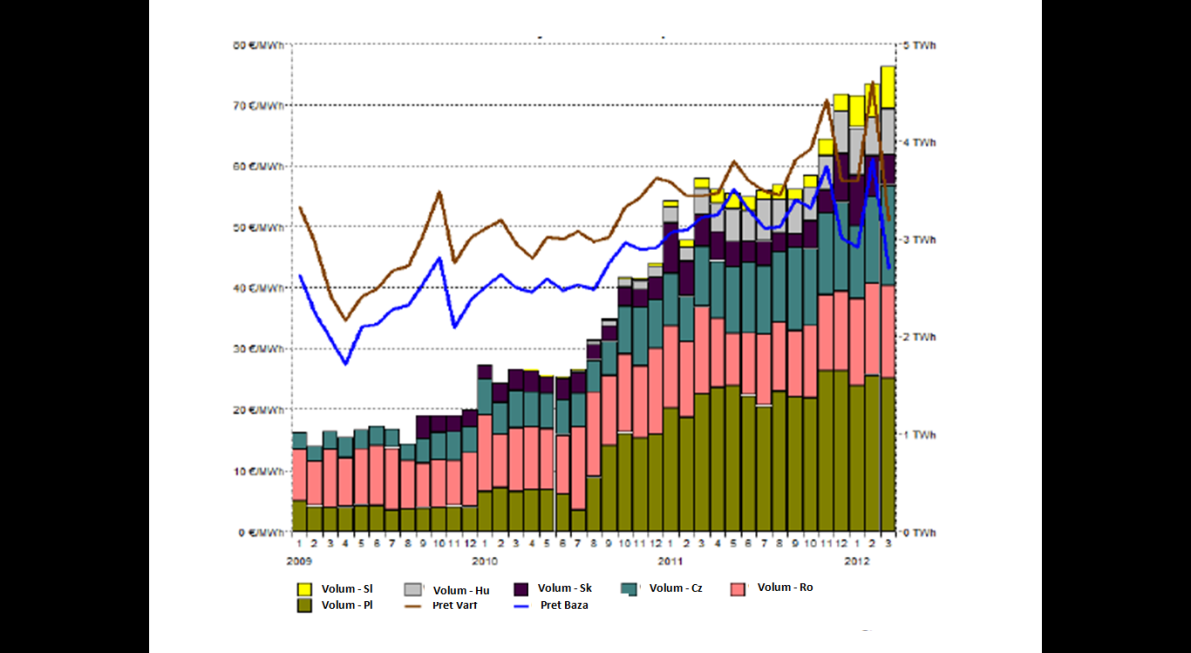 80 €/MWh 5 TWh
70 €/MWh
60 €/MWh 4 TWh
50 €/MWh
3 TWh
40 €/MWh
30 €/MWh 2 TWh
20 €/MWh
1 TWh
10 €/MWh
0 €/MWh 0 TWh
1 2 3 4 5 6 7 8 9 10 11 12 1 2 3 4 5 6 7 8 9 10 11 12 1 2 3 4 5 6 7 8 9 10 11 12 1 2 3
2009 2010 2011 2012
Volum - Sl Volum - Hu Volum - Sk Volum - Cz Volum - Ro
Volum - Pl Pret Varf Pret Baza